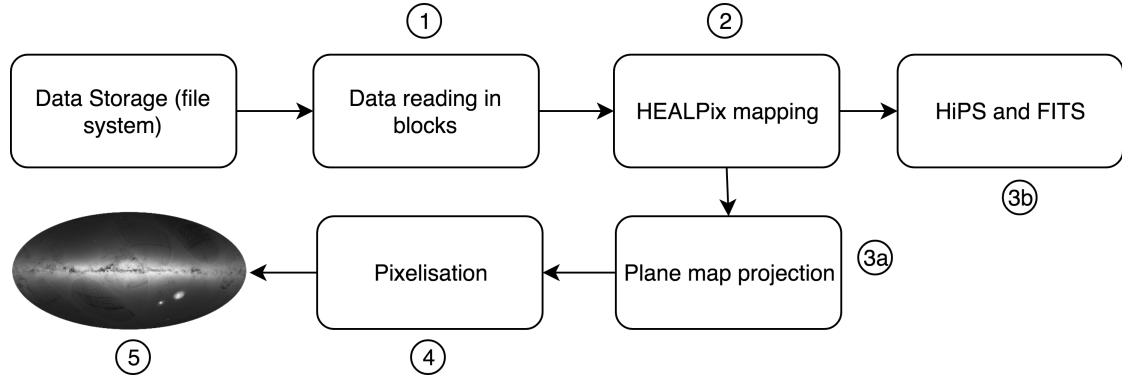 1
2
Data Storage (file
system)
Data reading in
blocks
HEALPix mapping
HiPS and FITS
3b
Pixelisation
Plane map projection
3a
5
4